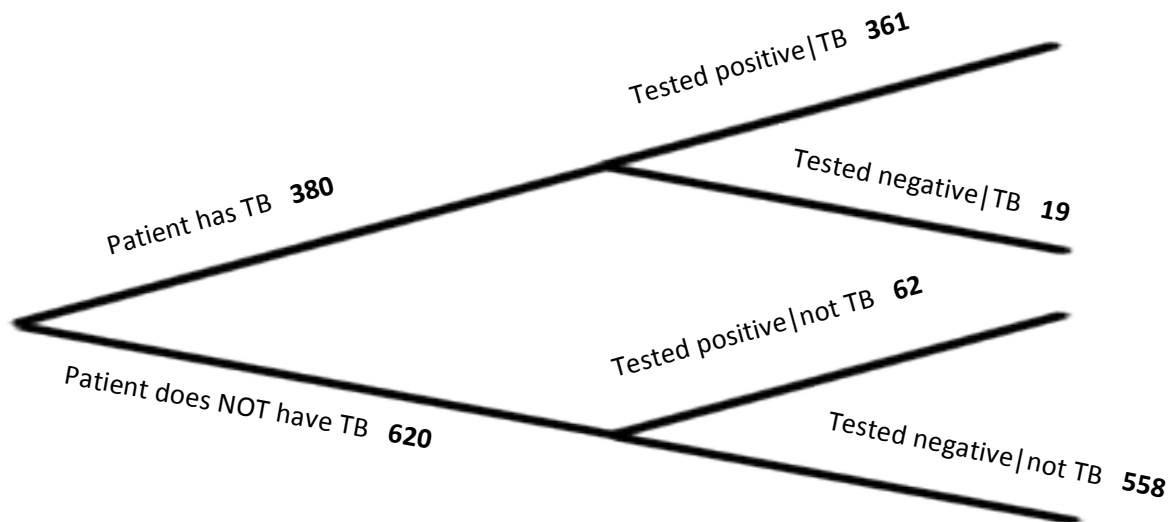 Tested positive|TB 361
Tested negative|TB 19
Patient has TB 380
Tested positive|not TB 62
Patient does NOT have TB 620
Tested negative|not TB 558